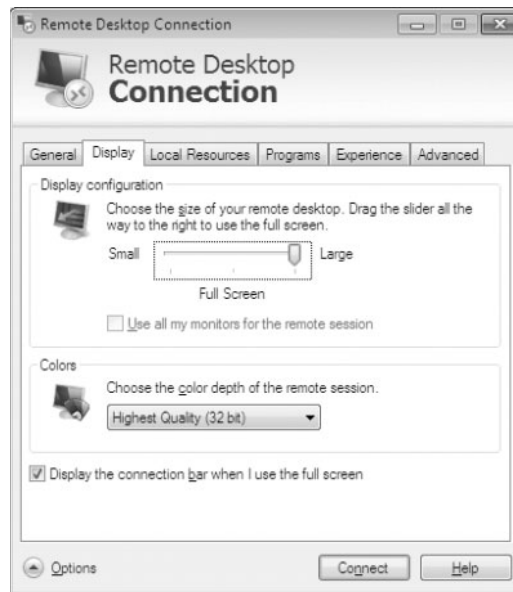 Remote Desktop Connection
Remote Desktop
Connection
General Display Local Resources Programs Experience Advanced
Display configuration
Choose the size of your remote desktop. Drag the slider all the
way to the right to use the full screen.
Small Large
Full Screen
Use all my monitors for the remote session
Colors
Choose the color depth of the remote session.
Highest Quality (32 bit)
Display the connection bar when I use the full screen
Options Connect Help